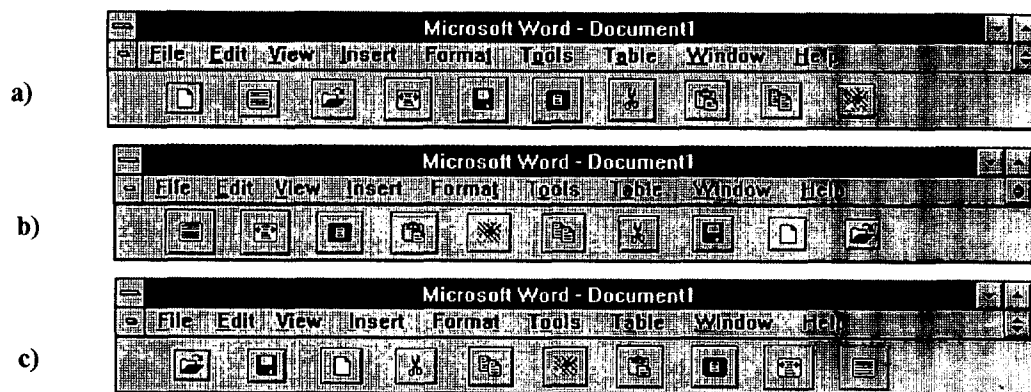 Microsoft Word - Document1
File Edit View Insert Format Tools Table Window Help
a)
Microsoft Word - Document1
File Edit View Insert Format Tools Table Window Help
b)
Microsoft Word - Document1
File Edit View Insert Format Tools Table Window Help
c)